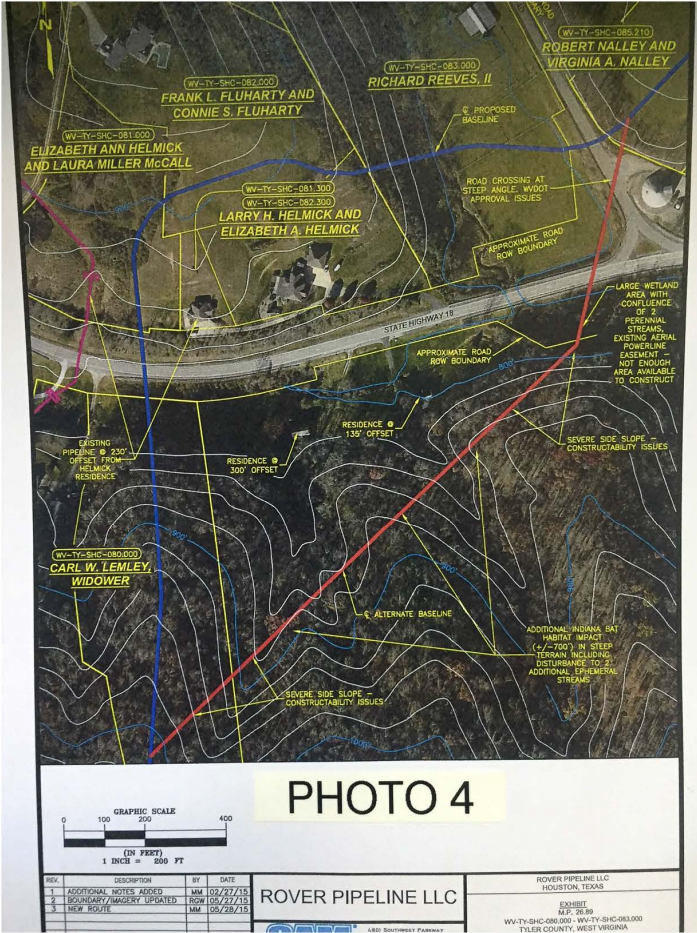 N
WV-TY-SHC-085.210
ROBERT NALLEY AND
VIRGINIA A. NALLEY
WV-TY-SHC-083.000
RICHARD REEVES, II
WV-TY-SHC-082.000
FRANK L. FLUHARTY AND
CONNIE S. FLUHARTY
℄ PROPOSED
BASELINE
WV-TY-SHC-081.000
ELIZABETH ANN HELMICK
AND LAURA MILLER McCALL
WV-TY-SHC-081.300
WV-TY-SHC-082.300
LARRY H. HELMICK AND
ELIZABETH A. HELMICK
ROAD CROSSING AT
STEEP ANGLE, WVDOT
APPROVAL ISSUES
APPROXIMATE ROAD
ROW BOUNDARY
STATE HIGHWAY 18
LARGE WETLAND
AREA WITH
CONFLUENCE
OF 2
PERENNIAL
STREAMS,
EXISTING AERIAL
POWERLINE
EASEMENT –
NOT ENOUGH
AREA AVAILABLE
TO CONSTRUCT
APPROXIMATE ROAD
ROW BOUNDARY
800'
RESIDENCE @
135' OFFSET
EXISTING
PIPELINE @ 230'
OFFSET FROM
HELMICK
RESIDENCE
RESIDENCE @
300' OFFSET
SEVERE SIDE SLOPE –
CONSTRUCTABILITY ISSUES
900'
WV-TY-SHC-080.000
CARL W. LEMLEY,
WIDOWER
900'
℄ ALTERNATE BASELINE
ADDITIONAL INDIANA BAT
HABITAT IMPACT
(+/-700') IN STEEP
TERRAIN INCLUDING
DISTURBANCE TO 2
ADDITIONAL EPHEMERAL
STREAMS
SEVERE SIDE SLOPE –
CONSTRUCTABILITY ISSUES
1000'
PHOTO 4
GRAPHIC SCALE
0 100 200 400
(IN FEET)
1 INCH = 200 FT
REV. DESCRIPTION BY DATE
1 ADDITIONAL NOTES ADDED MM 02/27/15
2 BOUNDARY/IMAGERY UPDATED RGW 05/27/15
3 NEW ROUTE MM 05/28/15
ROVER PIPELINE LLC
4801 SOUTHWEST PARKWAY
ROVER PIPELINE LLC
HOUSTON, TEXAS
EXHIBIT
M.P. 26.89
WV-TY-SHC-080.000 - WV-TY-SHC-083.000
TYLER COUNTY, WEST VIRGINIA